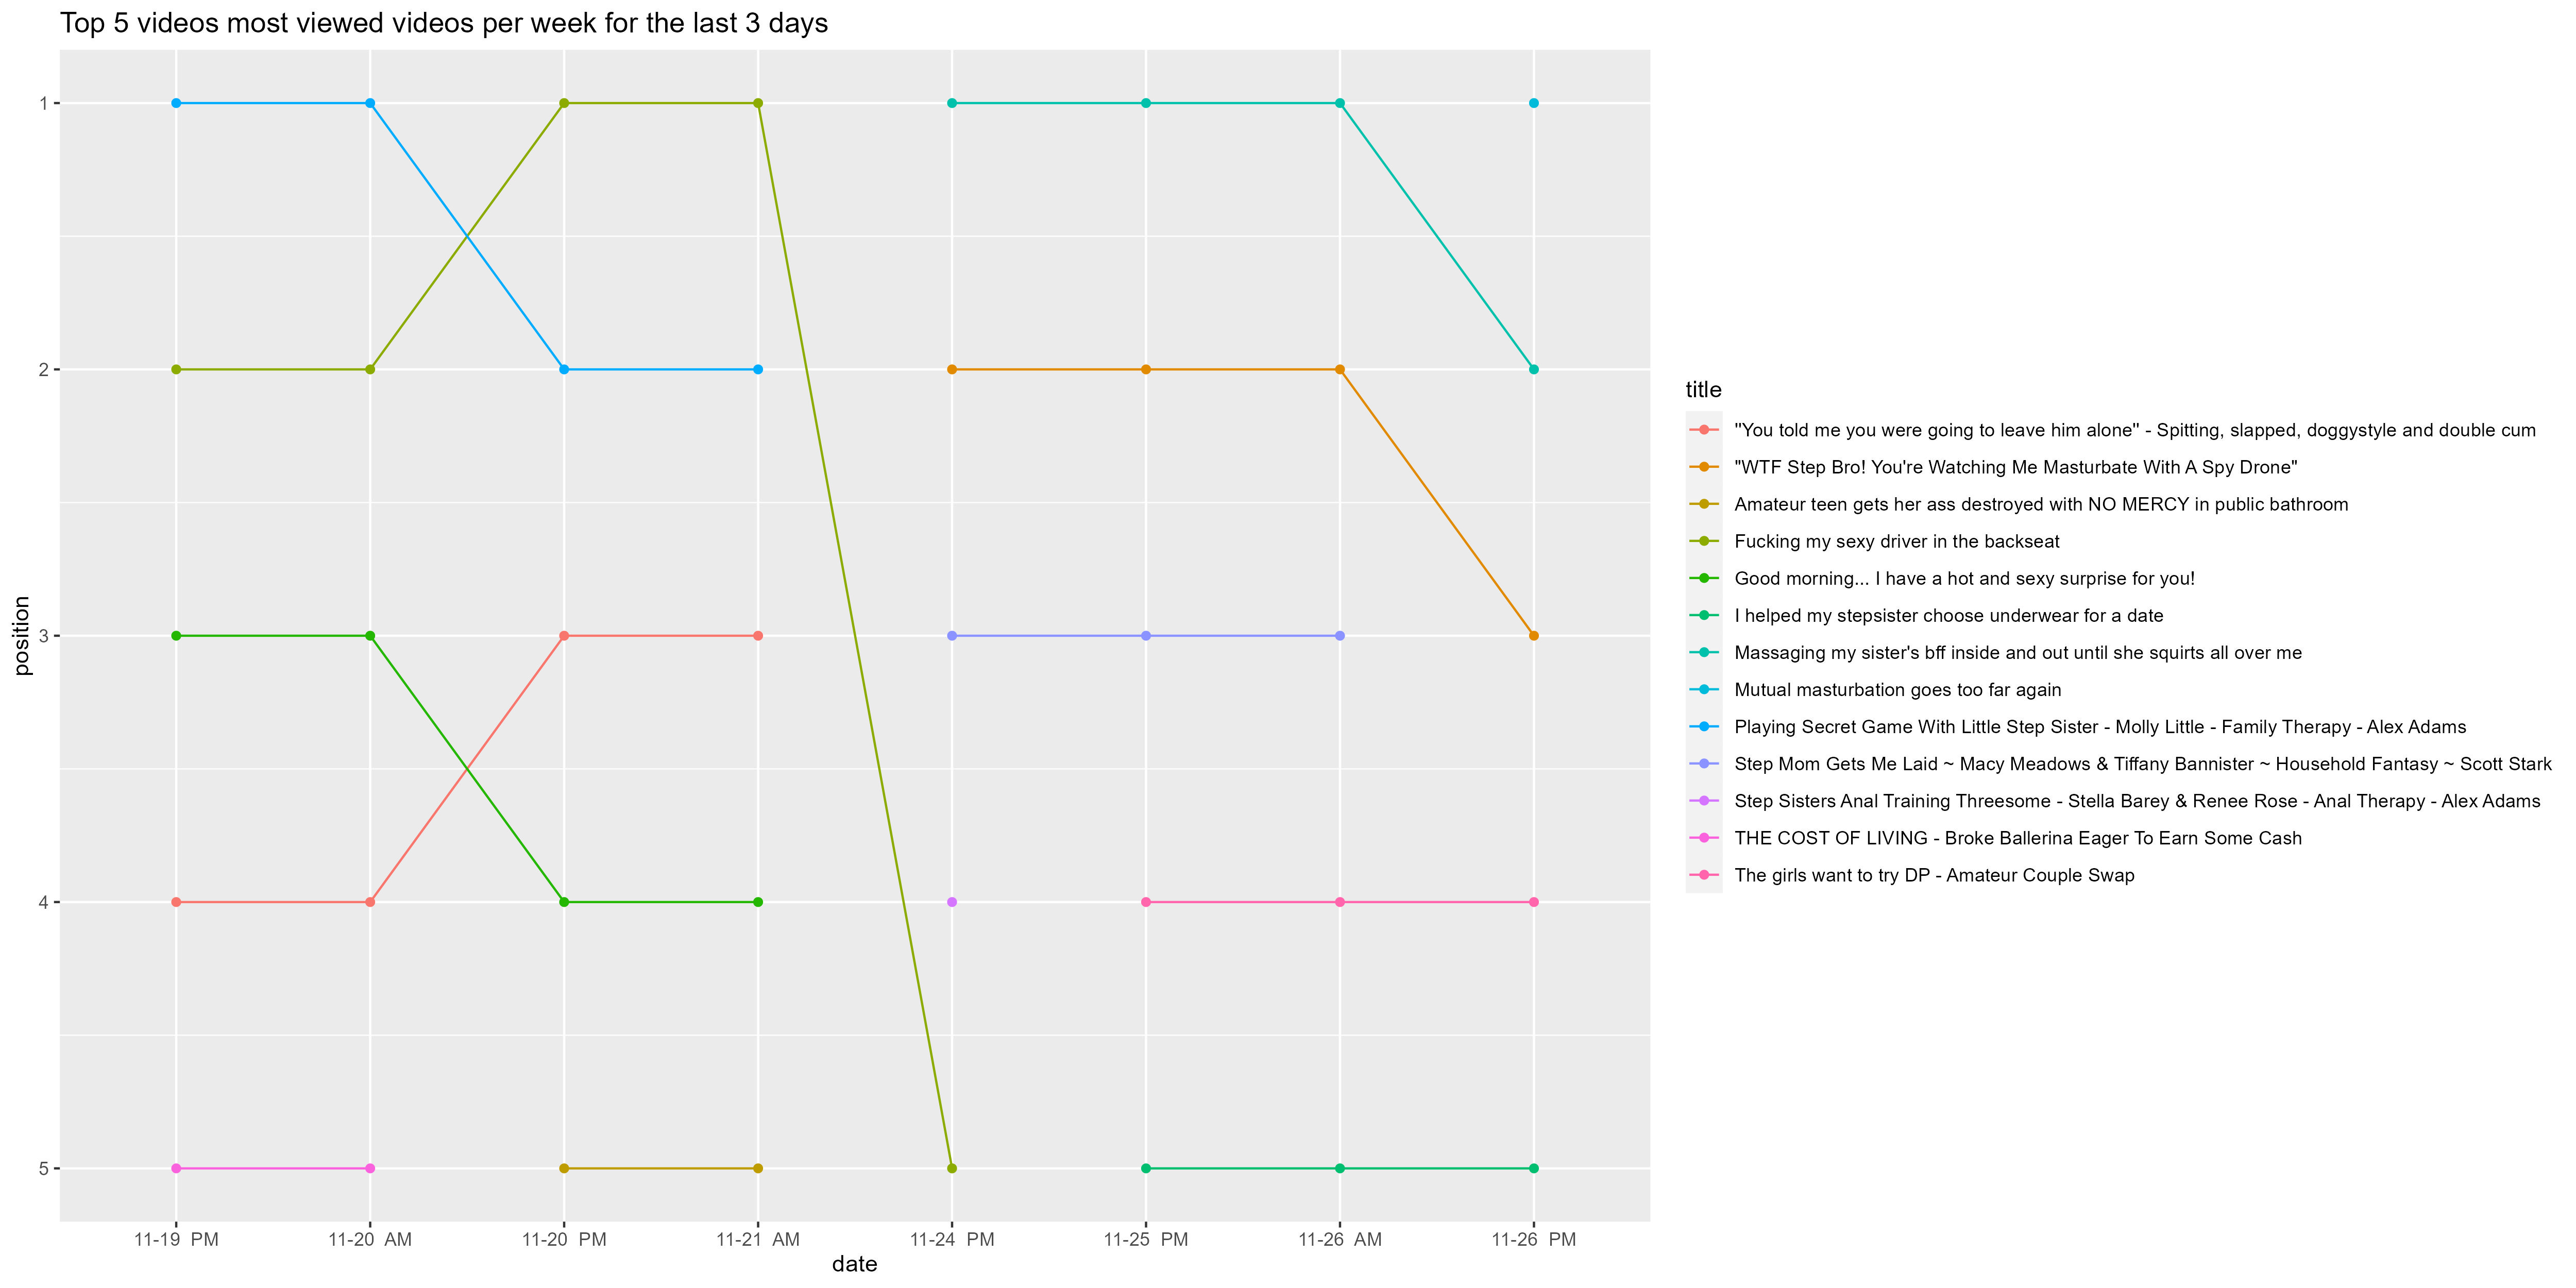 Top 5 videos most viewed videos per week for the last 3 days
position
1
2
3
4
5
11-19 PM
11-20 AM
11-20 PM
11-21 AM
11-24 PM
11-25 PM
11-26 AM
11-26 PM
date
title
"You told me you were going to leave him alone" - Spitting, slapped, doggystyle and double cum
"WTF Step Bro! You're Watching Me Masturbate With A Spy Drone"
Amateur teen gets her ass destroyed with NO MERCY in public bathroom
Fucking my sexy driver in the backseat
Good morning... I have a hot and sexy surprise for you!
I helped my stepsister choose underwear for a date
Massaging my sister's bff inside and out until she squirts all over me
Mutual masturbation goes too far again
Playing Secret Game With Little Step Sister - Molly Little - Family Therapy - Alex Adams
Step Mom Gets Me Laid ~ Macy Meadows & Tiffany Bannister ~ Household Fantasy ~ Scott Stark
Step Sisters Anal Training Threesome - Stella Barey & Renee Rose - Anal Therapy - Alex Adams
THE COST OF LIVING - Broke Ballerina Eager To Earn Some Cash
The girls want to try DP - Amateur Couple Swap